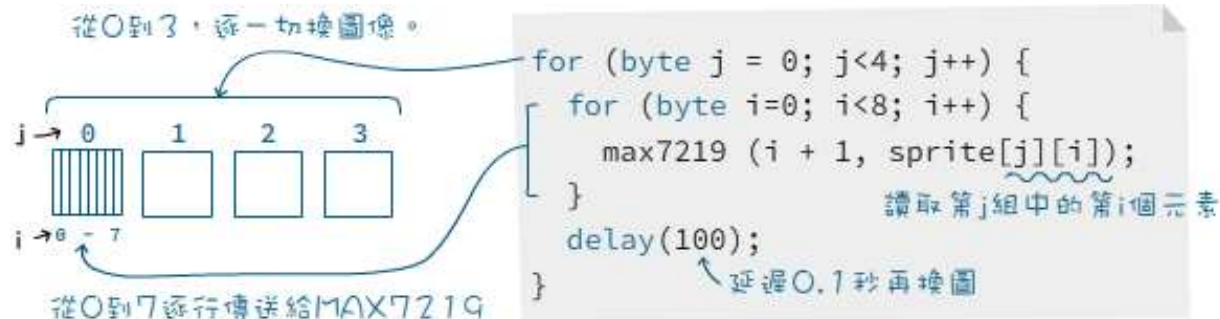 從0到3，逐一切換圖像。
j 0 1 2 3
i 0 - 7
從0到7逐行傳送給MAX7219
for (byte j = 0; j<4; j++) {
for (byte i=0; i<8; i++) {
max7219 (i + 1, sprite[j][i]);
}
讀取第j組中的第i個元素
delay(100);
延遲0.1秒再換圖
}